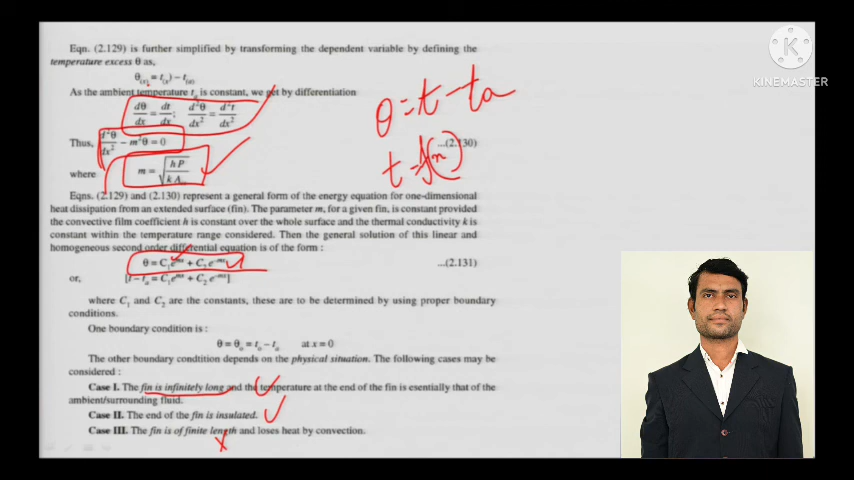 Eqn. (2.129) is further simplified by transforming the dependent variable by defining the
temperature excess θ as,
θ(x) = t(x) − t(a)
As the ambient temperature ta is constant, we get by differentiation
dθ/dx = dt/dx; d²θ/dx² = d²t/dx²
Thus, d²θ/dx² − m²θ = 0 ...(2.130)
where m = √(hP/kA)
Eqns. (2.129) and (2.130) represent a general form of the energy equation for one-dimensional
heat dissipation from an extended surface (fin). The parameter m, for a given fin, is constant provided
the convective film coefficient h is constant over the whole surface and the thermal conductivity k is
constant within the temperature range considered. Then the general solution of this linear and
homogeneous second order differential equation is of the form :
θ = C₁eᵐˣ + C₂e⁻ᵐˣ ...(2.131)
or, [t − ta = C₁eᵐˣ + C₂ e⁻ᵐˣ]
where C₁ and C₂ are the constants, these are to be determined by using proper boundary
conditions.
One boundary condition is :
θ = θₒ = tₒ − tₐ at x = 0
The other boundary condtition depends on the physical situation. The following cases may be
considered :
Case I. The fin is infinitely long and the temperature at the end of the fin is esentially that of the
ambient/surrounding fluid.
Case II. The end of the fin is insulated.
Case III. The fin is of finite length and loses heat by convection.
θ = t − ta
t = f(x)
K
KINEMASTER